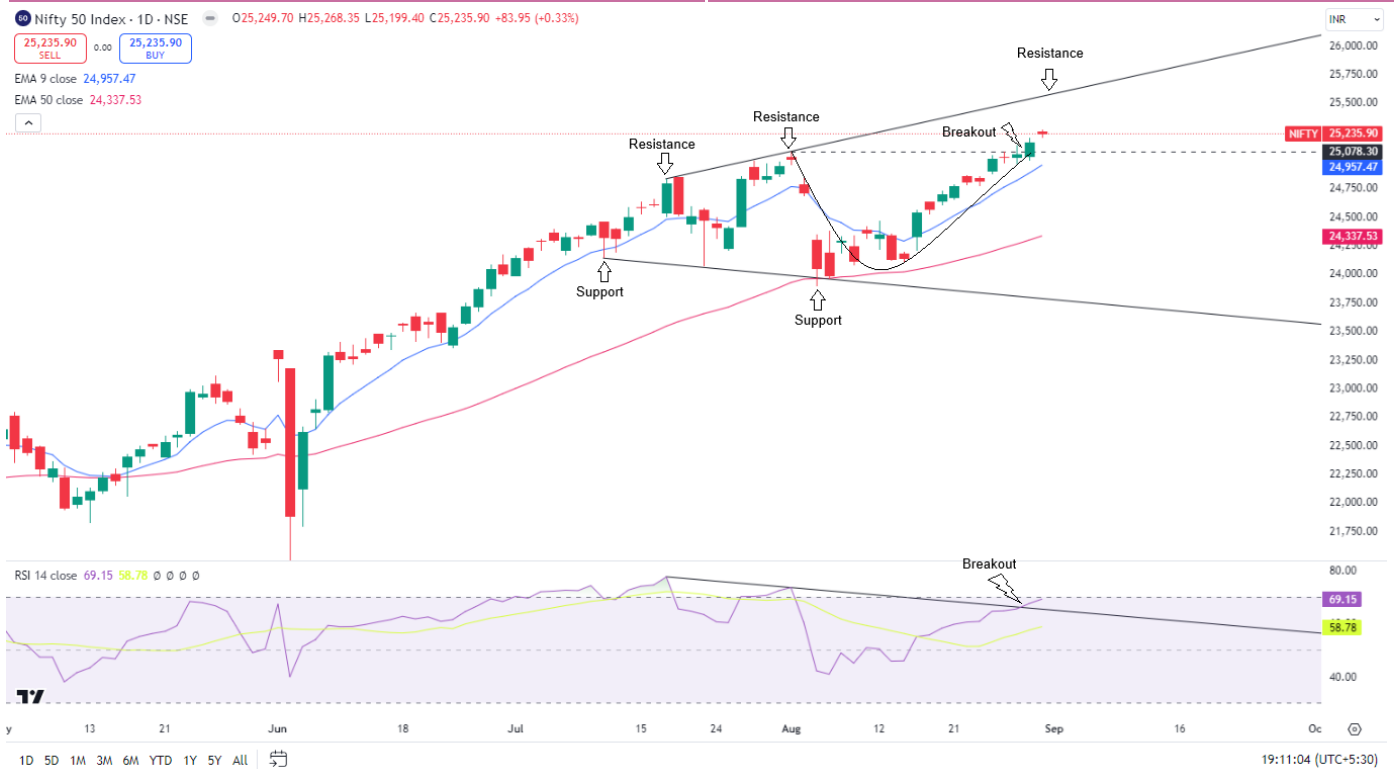 50 Nifty 50 Index · 1D · NSE O25,249.70 H25,268.35 L25,199.40 C25,235.90 +83.95 (+0.33%)
INR
25,235.90
SELL
0.00
25,235.90
BUY
EMA 9 close 24,957.47
EMA 50 close 24,337.53
Resistance
Resistance
Resistance
Breakout
Support
Support
26,000.00
25,750.00
25,500.00
NIFTY 25,235.90
25,078.30
24,957.47
24,750.00
24,500.00
24,337.53
24,250.00
24,000.00
23,750.00
23,500.00
23,250.00
23,000.00
22,750.00
22,500.00
22,250.00
22,000.00
21,750.00
RSI 14 close 69.15 58.78 Ø Ø Ø Ø
Breakout
80.00
69.15
58.78
40.00
y 13 21 Jun 18 Jul 15 24 Aug 12 21 Sep 16 Oc
1D 5D 1M 3M 6M YTD 1Y 5Y All
19:11:04 (UTC+5:30)